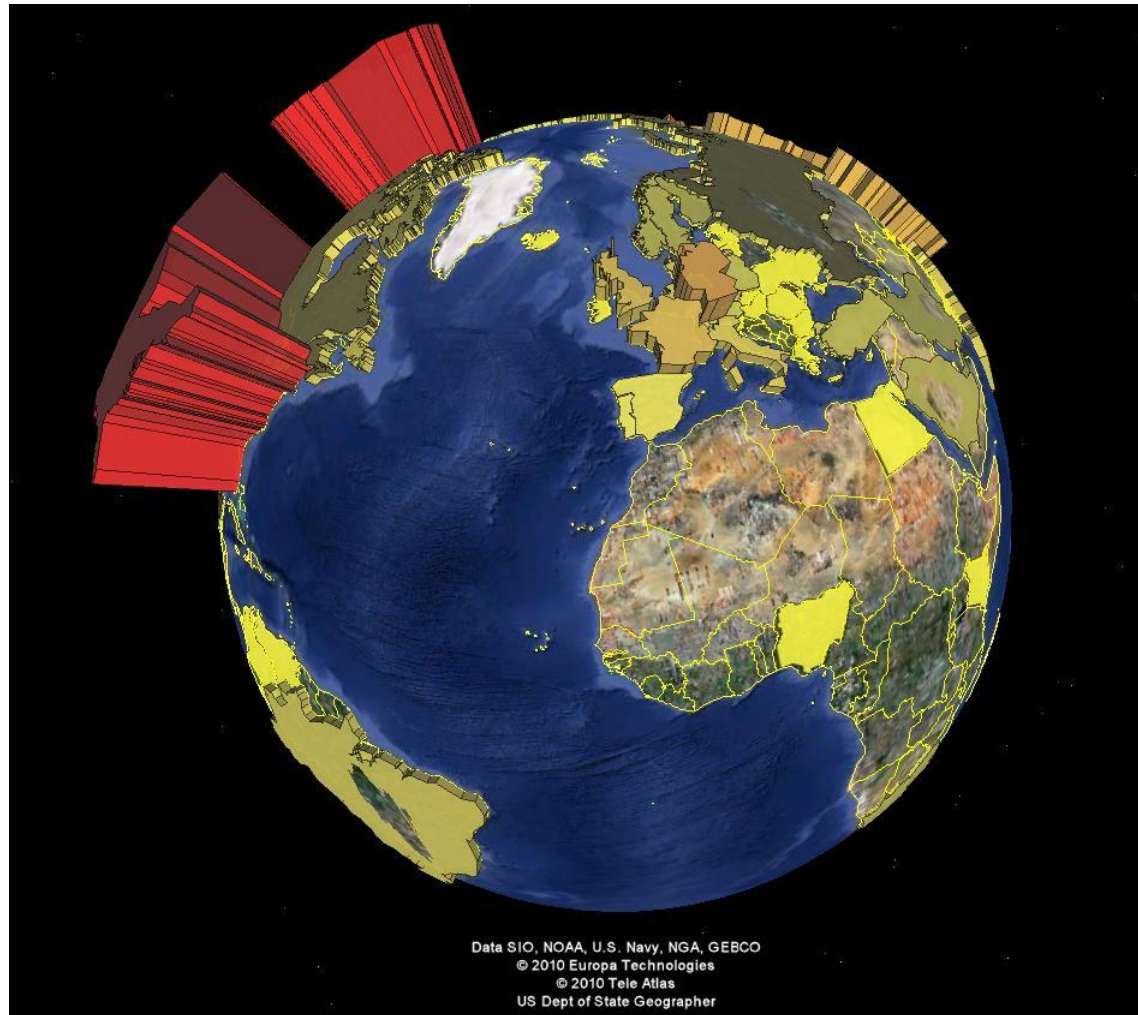 Data SIO, NOAA, U.S. Navy, NGA, GEBCO
© 2010 Europa Technologies
© 2010 Tele Atlas
US Dept of State Geographer